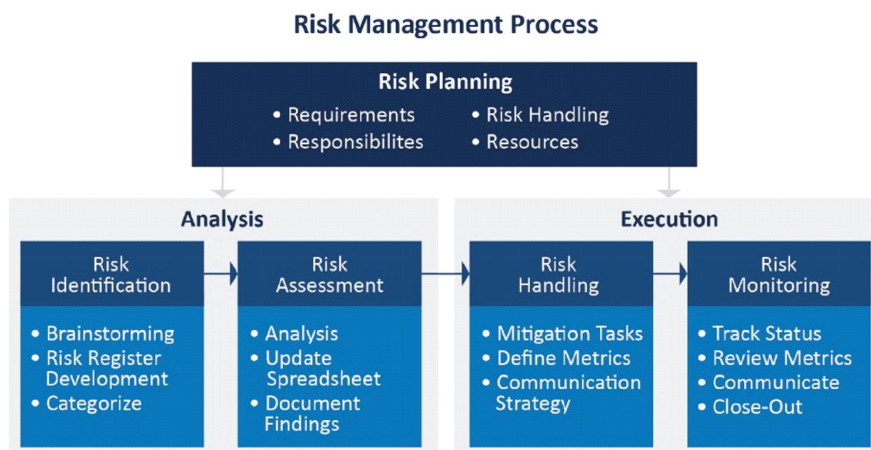 Risk Management Process
Risk Planning
• Requirements
• Responsibilites
• Risk Handling
• Resources
Analysis
Risk
Identification
• Brainstorming
• Risk Register
Development
• Categorize
Risk
Assessment
• Analysis
• Update
Spreadsheet
• Document
Findings
Execution
Risk
Handling
• Mitigation Tasks
• Define Metrics
• Communication
Strategy
Risk
Monitoring
• Track Status
• Review Metrics
• Communicate
• Close-Out